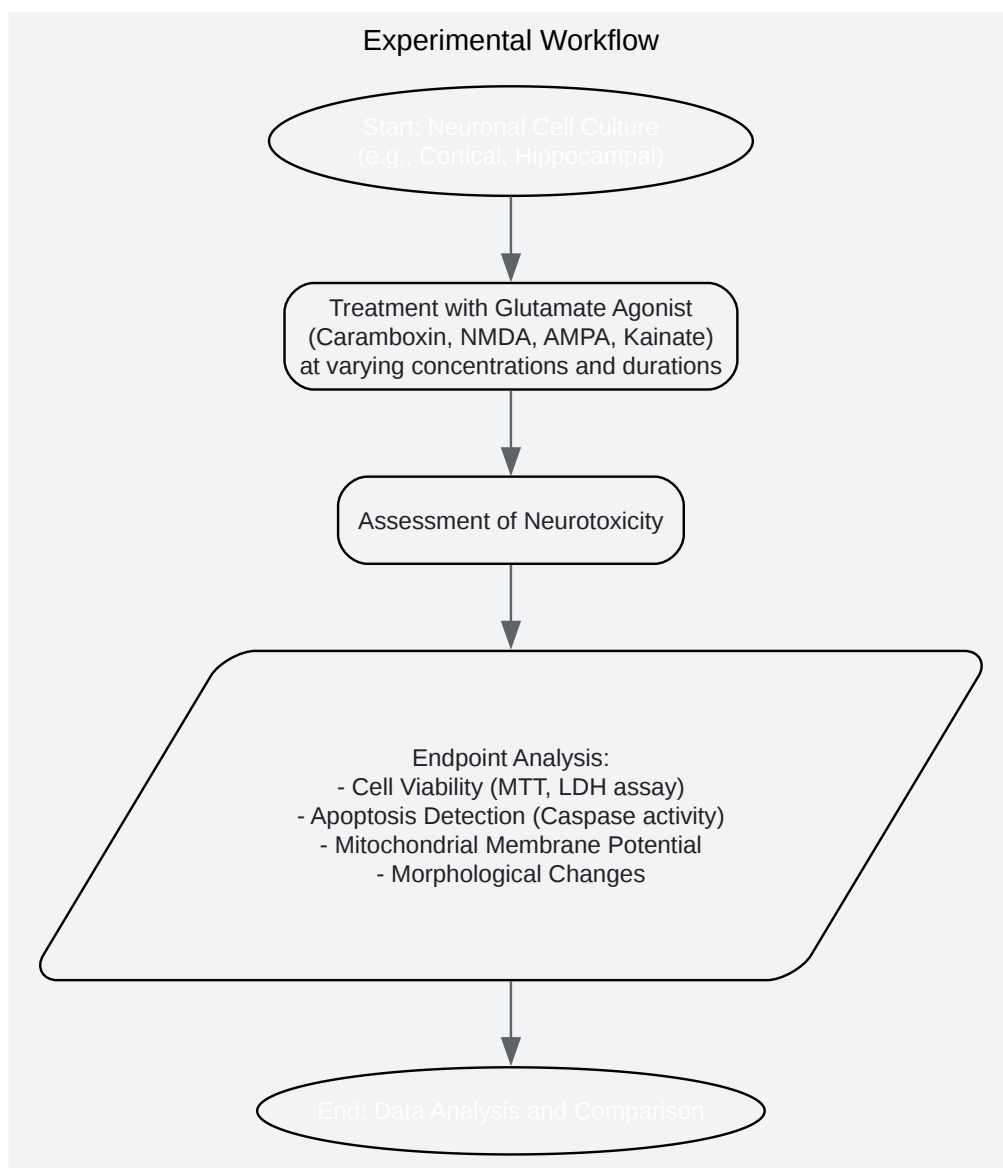 Experimental Workflow
Start: Neuronal Cell Culture
(e.g., Cortical, Hippocampal)
Treatment with Glutamate Agonist
(Caramboxin, NMDA, AMPA, Kainate)
at varying concentrations and durations
Assessment of Neurotoxicity
Endpoint Analysis:
- Cell Viability (MTT, LDH assay)
- Apoptosis Detection (Caspase activity)
- Mitochondrial Membrane Potential
- Morphological Changes
End: Data Analysis and Comparison